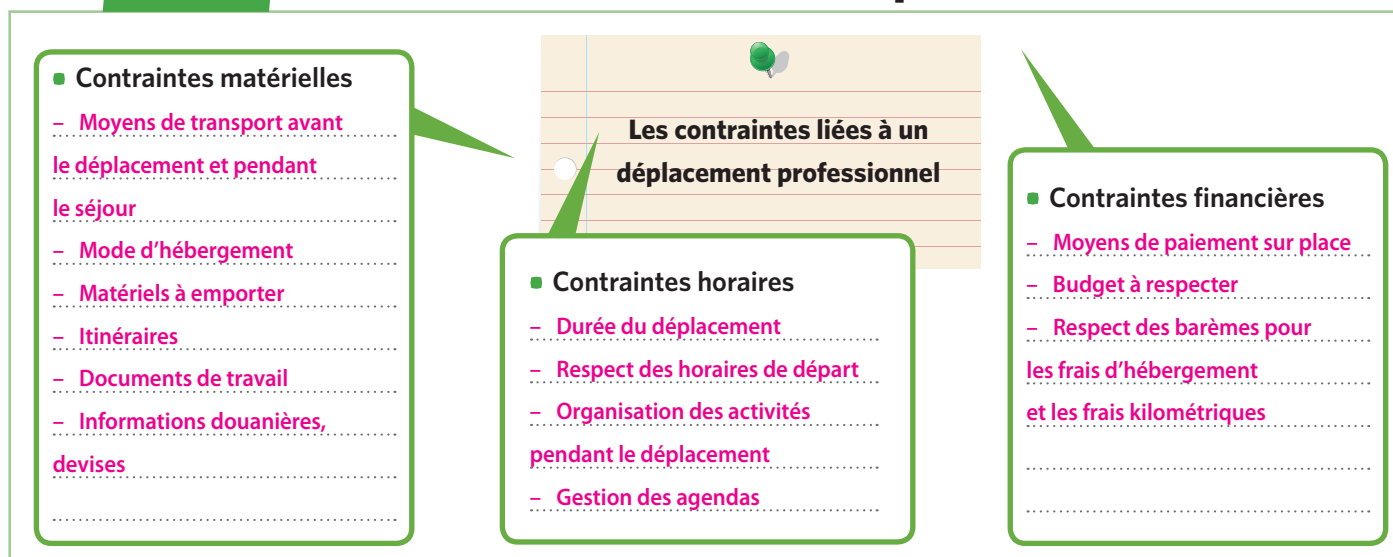 Contraintes matérielles
– Moyens de transport avant
le déplacement et pendant
le séjour
– Mode d'hébergement
– Matériels à emporter
– Itinéraires
– Documents de travail
– Informations douanières,
devises
Les contraintes liées à un
déplacement professionnel
Contraintes horaires
– Durée du déplacement
– Respect des horaires de départ
– Organisation des activités
pendant le déplacement
– Gestion des agendas
Contraintes financières
– Moyens de paiement sur place
– Budget à respecter
– Respect des barèmes pour
les frais d'hébergement
et les frais kilométriques